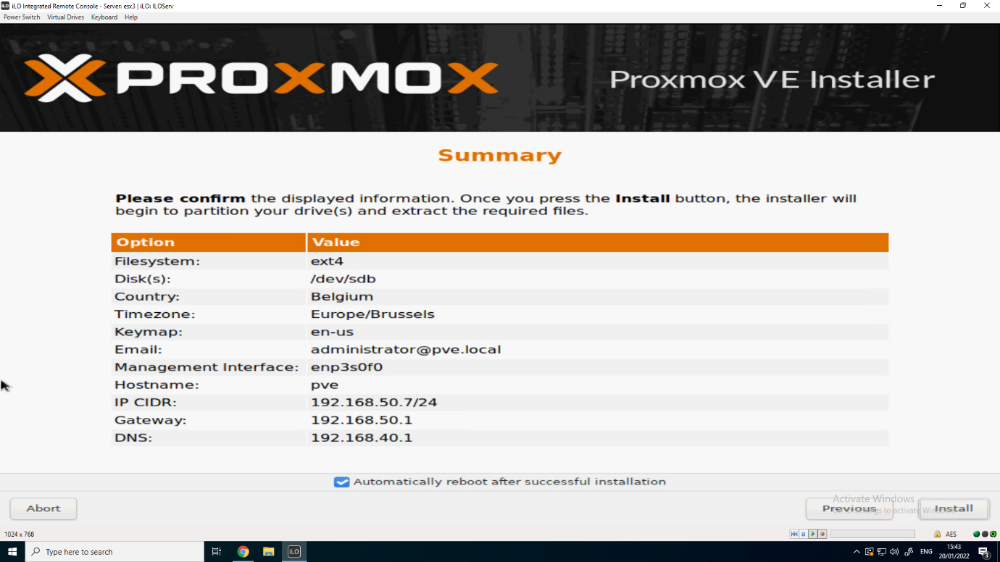 iLO Integrated Remote Console - Server: esx3 | iLO: ILOServ
Power Switch Virtual Drives Keyboard Help
PROXMOX
Proxmox VE Installer
Summary
Please confirm the displayed information. Once you press the Install button, the installer will
begin to partition your drive(s) and extract the required files.
Option Value
Filesystem: ext4
Disk(s): /dev/sdb
Country: Belgium
Timezone: Europe/Brussels
Keymap: en-us
Email: administrator@pve.local
Management Interface: enp3s0f0
Hostname: pve
IP CIDR: 192.168.50.7/24
Gateway: 192.168.50.1
DNS: 192.168.40.1
Automatically reboot after successful installation
Abort
Previous
Install
Activate Windows
1024 x 768
AES
iLO
Type here to search
iLO
ENG
15:43
20/01/2022
3